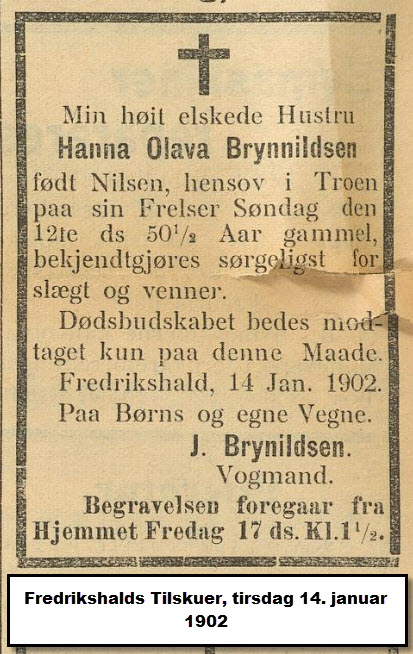 Min høit elskede Hustru
Hanna Olava Brynnildsen
født Nilsen, hensov i Troen
paa sin Frelser Søndag den
12te ds 50½ Aar gammel,
bekjendtgjøres sørgeligst for
slægt og venner.
Dødsbudskabet bedes mod-
taget kun paa denne Maade.
Fredrikshald, 14 Jan. 1902.
Paa Børns og egne Vegne.
J. Brynildsen.
Vogmand.
Begravelsen foregaar fra
Hjemmet Fredag 17 ds. Kl. 1½.
Fredrikshalds Tilskuer, tirsdag 14. januar
1902